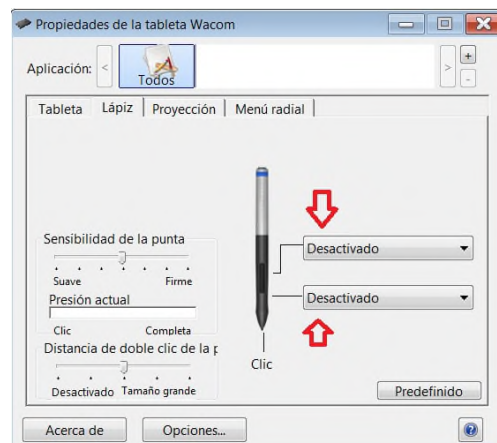 Propiedades de la tableta Wacom
Aplicación:
<
Todos
>
+
-
Tableta
Lápiz
Proyección
Menú radial
Sensibilidad de la punta
Suave
Firme
Presión actual
Clic
Completa
Distancia de doble clic de la p
Desactivado
Tamaño grande
Desactivado
Desactivado
Clic
Predefinido
Acerca de
Opciones...
?